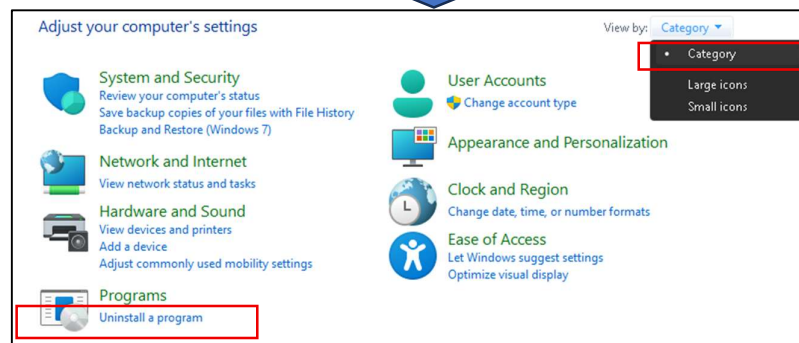 Adjust your computer's settings
View by: Category
Category
Large icons
Small icons
System and Security
Review your computer's status
Save backup copies of your files with File History
Backup and Restore (Windows 7)
Network and Internet
View network status and tasks
Hardware and Sound
View devices and printers
Add a device
Adjust commonly used mobility settings
Programs
Uninstall a program
User Accounts
Change account type
Appearance and Personalization
Clock and Region
Change date, time, or number formats
Ease of Access
Let Windows suggest settings
Optimize visual display